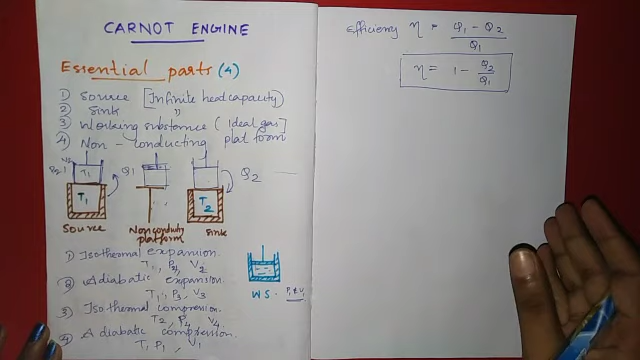 CARNOT ENGINE
Essential parts (4)
1) Source [Infinite heat capacity]
2) Sink "
3) Working substance (Ideal gas]
4) Non-conducting platform
T1
Q1
Q2
T1
T2
Source
Nonconducting platform
Sink
1) Isothermal expansion.
T1, P2, V2
2) Adiabatic expansion.
P3, V3
3) Isothermal compression.
T2 P4 V4
4) Adiabatic compression.
T1 P1, V1
W S.
P1 & V1
Efficiency η = Q1 - Q2
Q1
η = 1 - Q2
Q1